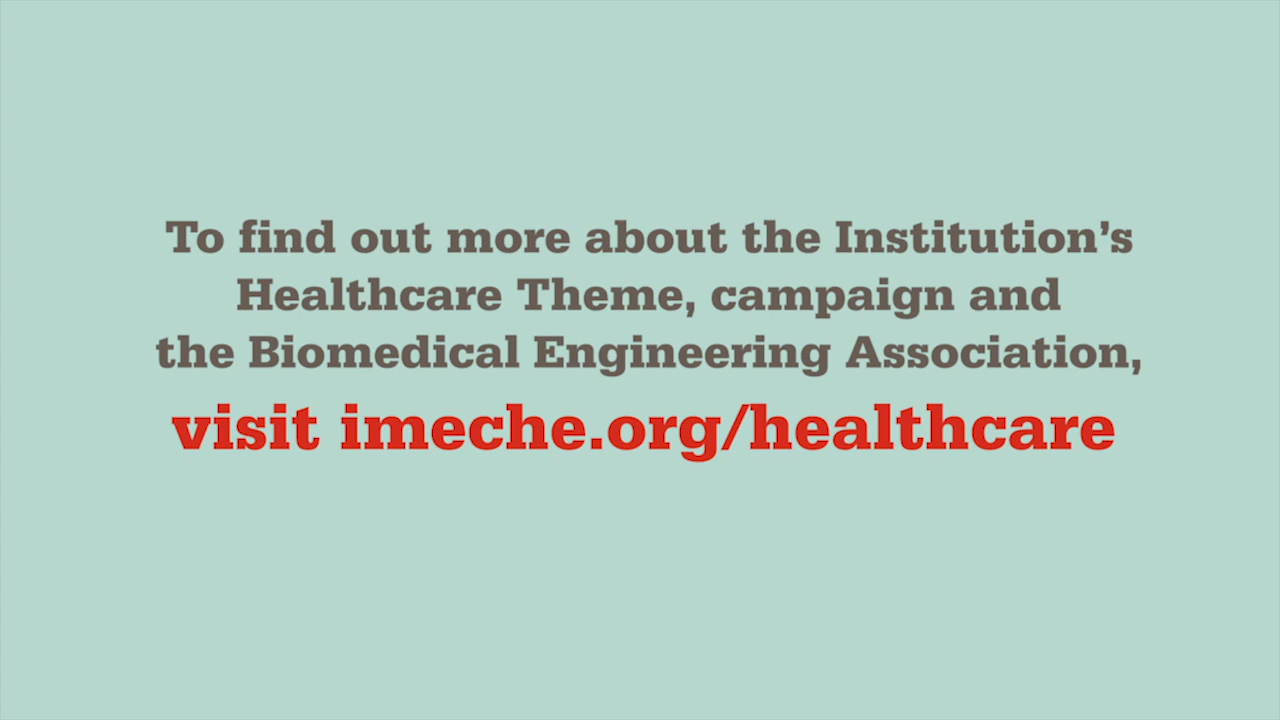 To find out more about the Institution’s
Healthcare Theme, campaign and
the Biomedical Engineering Association,
visit imeche.org/healthcare